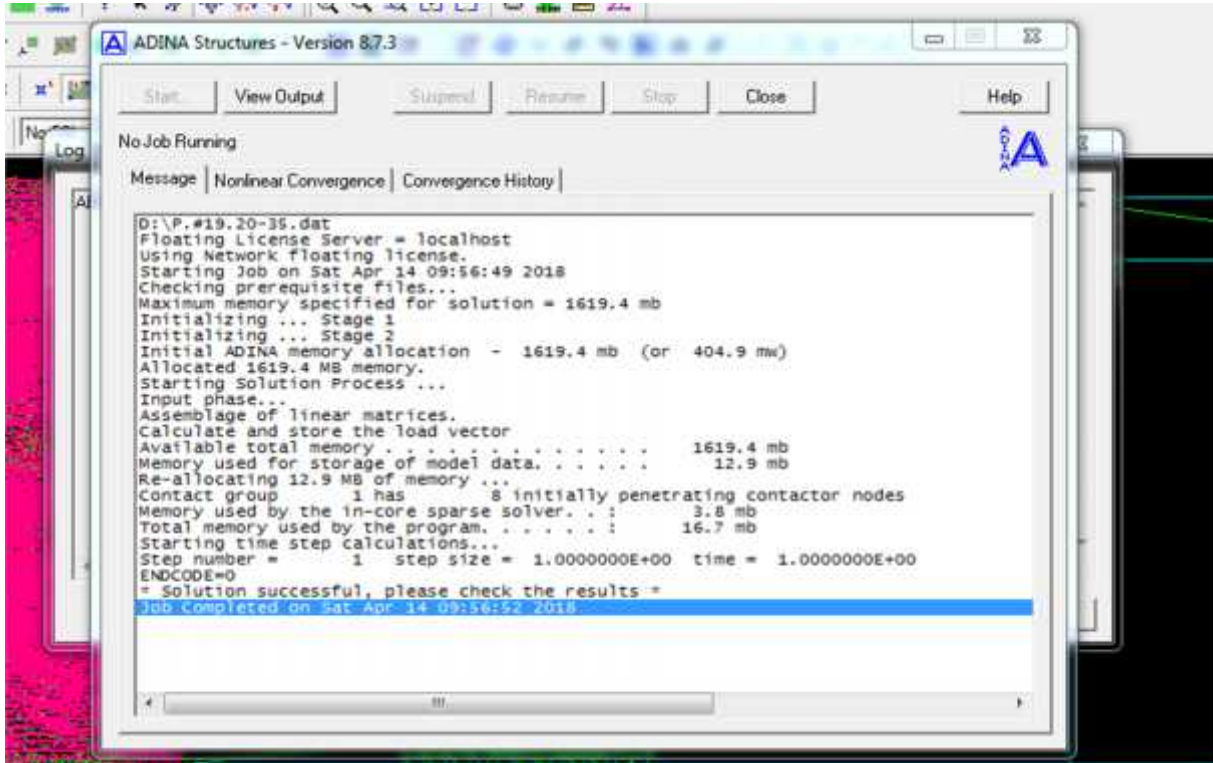 ADINA Structures - Version 8.7.3
Start... View Output Suspend Resume Stop Close Help
No Job Running
ADINA A
Log
Message Nonlinear Convergence Convergence History
D:\P.#19.20-35.dat
Floating License Server = localhost
Using Network floating license.
Starting Job on Sat Apr 14 09:56:49 2018
Checking prerequisite files...
Maximum memory specified for solution = 1619.4 mb
Initializing ... Stage 1
Initializing ... Stage 2
Initial ADINA memory allocation - 1619.4 mb (or 404.9 mw)
Allocated 1619.4 MB memory.
Starting Solution Process ...
Input phase...
Assemblage of linear matrices.
Calculate and store the load vector
Available total memory . . . . . . . . . . . . . 1619.4 mb
Memory used for storage of model data. . . . . . 12.9 mb
Re-allocating 12.9 MB of memory ...
Contact group 1 has 8 initially penetrating contactor nodes
Memory used by the in-core sparse solver. . : 3.8 mb
Total memory used by the program. . . . . . : 16.7 mb
Starting time step calculations...
Step number = 1 step size = 1.0000000E+00 time = 1.0000000E+00
ENDCODE=0
* Solution successful, please check the results *
Job Completed on Sat Apr 14 09:56:52 2018